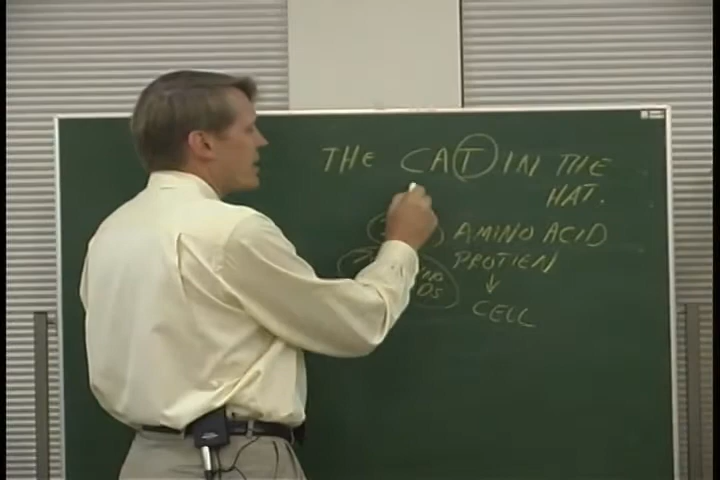 THE CAT IN THE
HAT.
AMINO ACID
PROTIEN
CELL